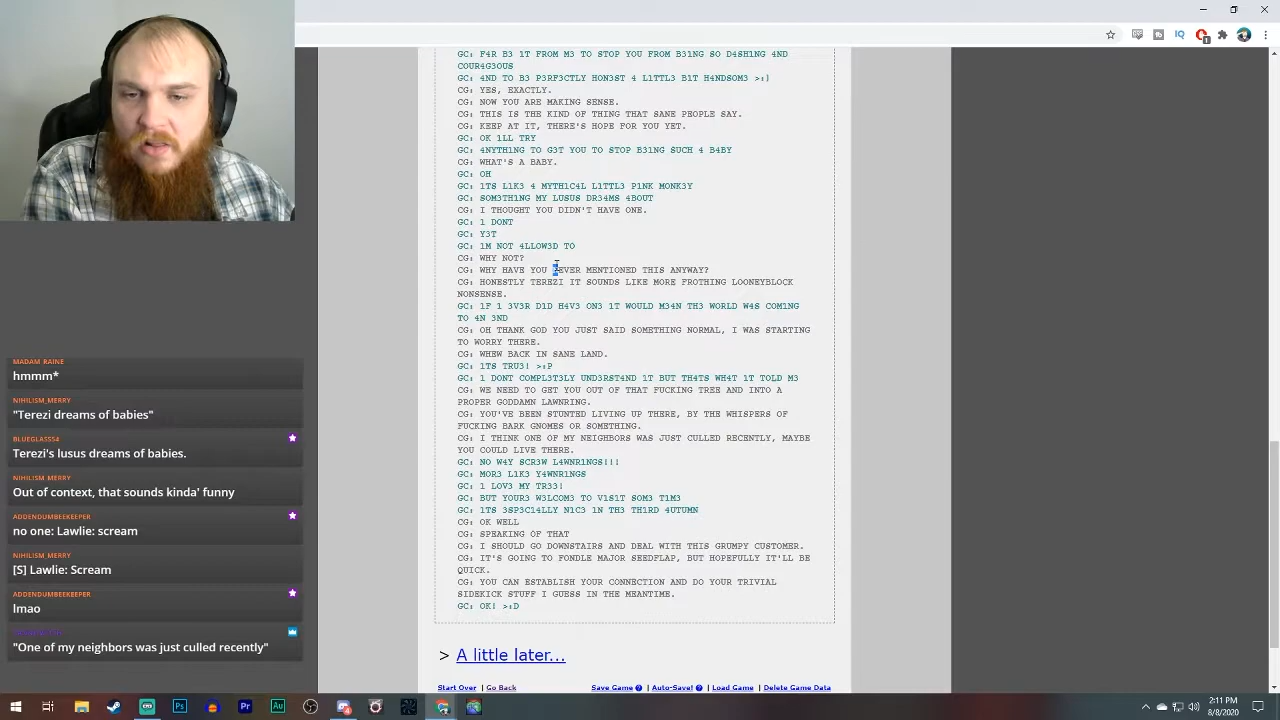 GC: F4R B3 1T FROM M3 TO STOP YOU FROM B31NG SO D4SH1NG 4ND
COUR4G3OUS
GC: 4ND TO B3 P3RF3CTLY HON3ST 4 L1TTL3 B1T H4NDSOM3 >:]
CG: YES, EXACTLY.
CG: NOW YOU ARE MAKING SENSE.
CG: THIS IS THE KIND OF THING THAT SANE PEOPLE SAY.
CG: KEEP AT IT, THERE'S HOPE FOR YOU YET.
GC: OK 1LL TRY
GC: 4NYTH1NG TO G3T YOU TO STOP B31NG SUCH 4 B4BY
CG: WHAT'S A BABY.
GC: OH
GC: 1TS L1K3 4 MYTH1C4L L1TTL3 P1NK MONK3Y
GC: SOM3TH1NG MY LUSUS DR34MS 4BOUT
CG: I THOUGHT YOU DIDN'T HAVE ONE.
GC: 1 DONT
GC: Y3T
GC: 1M NOT 4LLOW3D TO
CG: WHY NOT?
CG: WHY HAVE YOU NEVER MENTIONED THIS ANYWAY?
CG: HONESTLY TEREZI IT SOUNDS LIKE MORE FROTHING LOONEYBLOCK
NONSENSE.
GC: 1F 1 3V3R D1D H4V3 ON3 1T WOULD M34N TH3 WORLD W4S COM1NG
TO 4N 3ND
CG: OH THANK GOD YOU JUST SAID SOMETHING NORMAL, I WAS STARTING
TO WORRY THERE.
CG: WHEW BACK IN SANE LAND.
GC: 1TS TRU3! >:P
GC: 1 DONT COMPL3T3LY UND3RST4ND 1T BUT TH4TS WH4T 1T TOLD M3
CG: WE NEED TO GET YOU OUT OF THAT FUCKING TREE AND INTO A
PROPER GODDAMN LAWNRING.
CG: YOU'VE BEEN STUNTED LIVING UP THERE, BY THE WHISPERS OF
FUCKING BARK GNOMES OR SOMETHING.
CG: I THINK ONE OF MY NEIGHBORS WAS JUST CULLED RECENTLY, MAYBE
YOU COULD LIVE THERE.
GC: NO W4Y SCR3W L4WNR1NGS!!!
GC: MOR3 L1K3 Y4WNR1NGS
GC: 1 LOV3 MY TR33!
GC: BUT YOUR3 W3LCOM3 TO V1S1T SOM3 T1M3
GC: 1TS 3SP3C14LLY N1C3 1N TH3 TH1RD 4UTUMN
CG: OK WELL
CG: SPEAKING OF THAT
CG: I SHOULD GO DOWNSTAIRS AND DEAL WITH THIS GRUMPY CUSTOMER.
CG: IT'S GOING TO FONDLE MAJOR SEEDFLAP, BUT HOPEFULLY IT'LL BE
QUICK.
CG: YOU CAN ESTABLISH YOUR CONNECTION AND DO YOUR TRIVIAL
SIDEKICK STUFF I GUESS IN THE MEANTIME.
GC: OK! >:D
> A little later...
Start Over | Go Back
Save Game ? | Auto-Save! ? | Load Game | Delete Game Data
MADAM_RAINE
hmmm*
NIHILISM_MERRY
"Terezi dreams of babies"
BLUEGLASS54
Terezi's lusus dreams of babies.
NIHILISM_MERRY
Out of context, that sounds kinda' funny
ADDENDUMBEEKEEPER
no one: Lawlie: scream
NIHILISM_MERRY
[S] Lawlie: Scream
ADDENDUMBEEKEEPER
lmao
"One of my neighbors was just culled recently"
IQ
1
Ps
Pr
Au
2:11 PM
7/9/2020